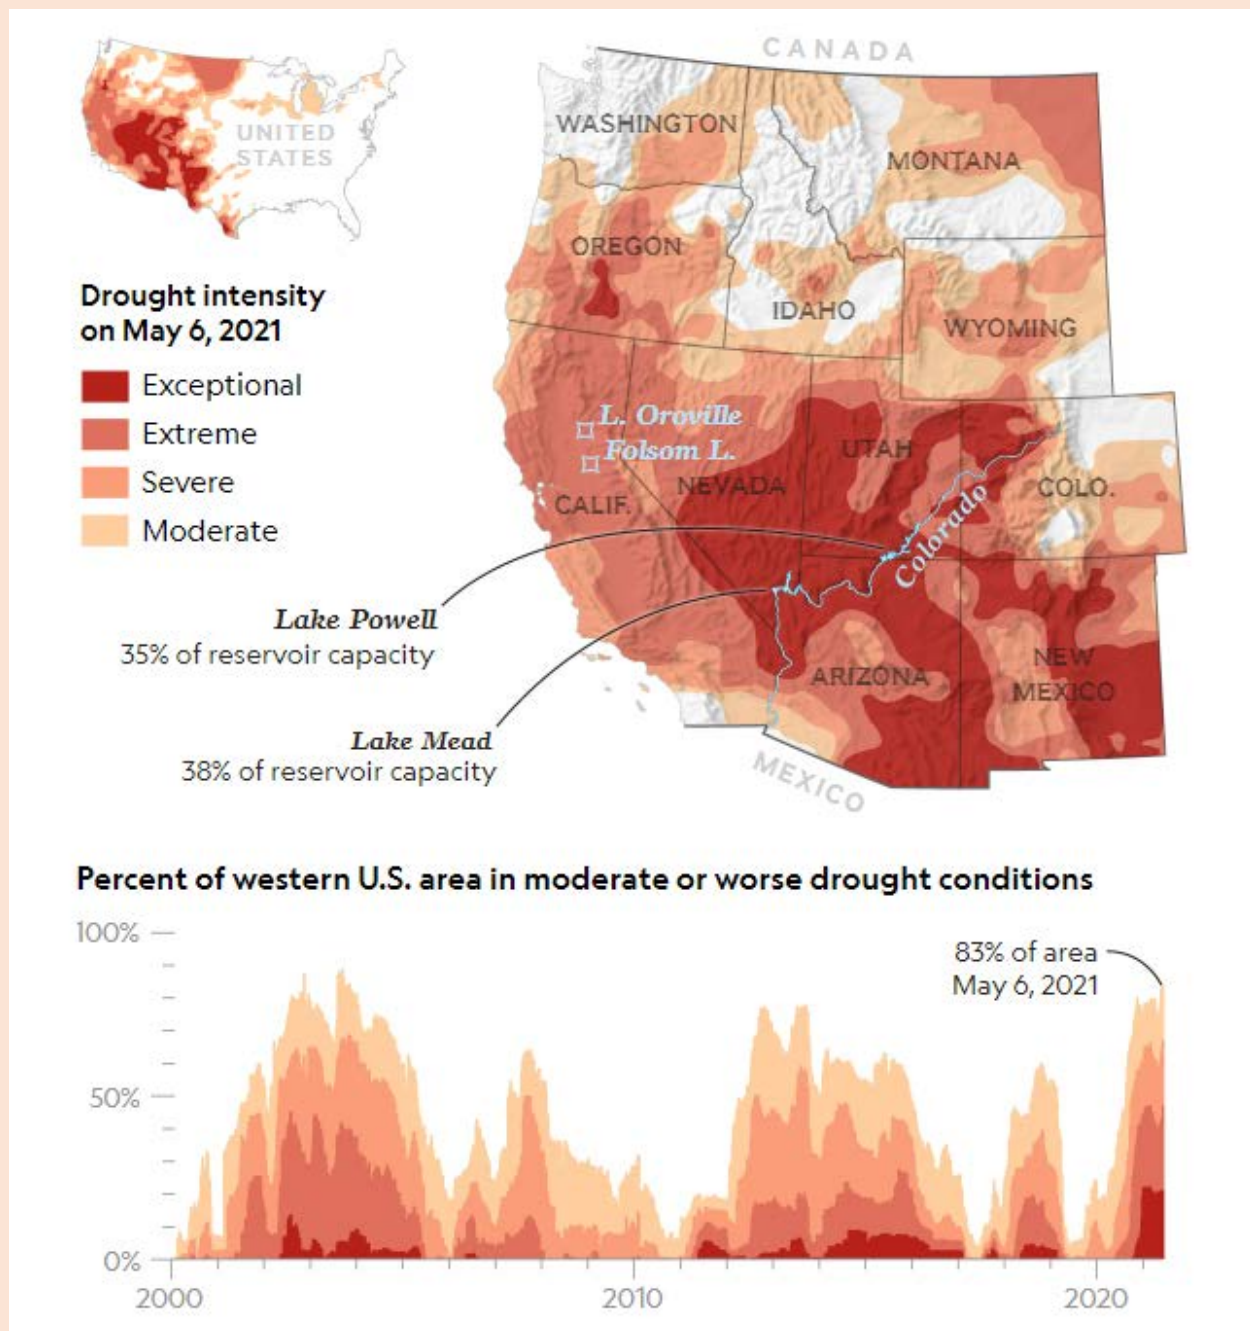 CANADA
UNITED
STATES
WASHINGTON
MONTANA
OREGON
IDAHO
WYOMING
Drought intensity
on May 6, 2021
Exceptional
Extreme
Severe
Moderate
L. Oroville
Folsom L.
UTAH
NEVADA
CALIF.
COLO.
Colorado
Lake Powell
35% of reservoir capacity
ARIZONA
NEW
MEXICO
Lake Mead
38% of reservoir capacity
MEXICO
Percent of western U.S. area in moderate or worse drought conditions
100%
83% of area
May 6, 2021
50%
0%
2000
2010
2020